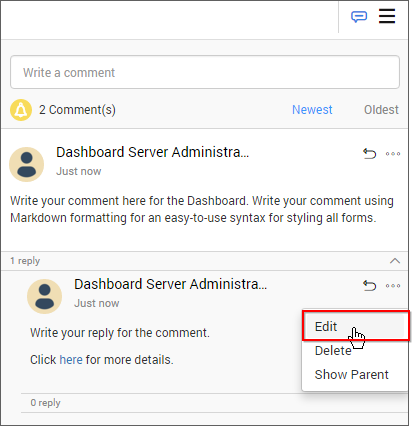 Write a comment
2 Comment(s)
Newest
Oldest
Dashboard Server Administra...
Just now
Write your comment here for the Dashboard. Write your comment using
Markdown formatting for an easy-to-use syntax for styling all forms.
1 reply
Dashboard Server Administra...
Just now
Write your reply for the comment.
Click here for more details.
Edit
Delete
Show Parent
0 reply